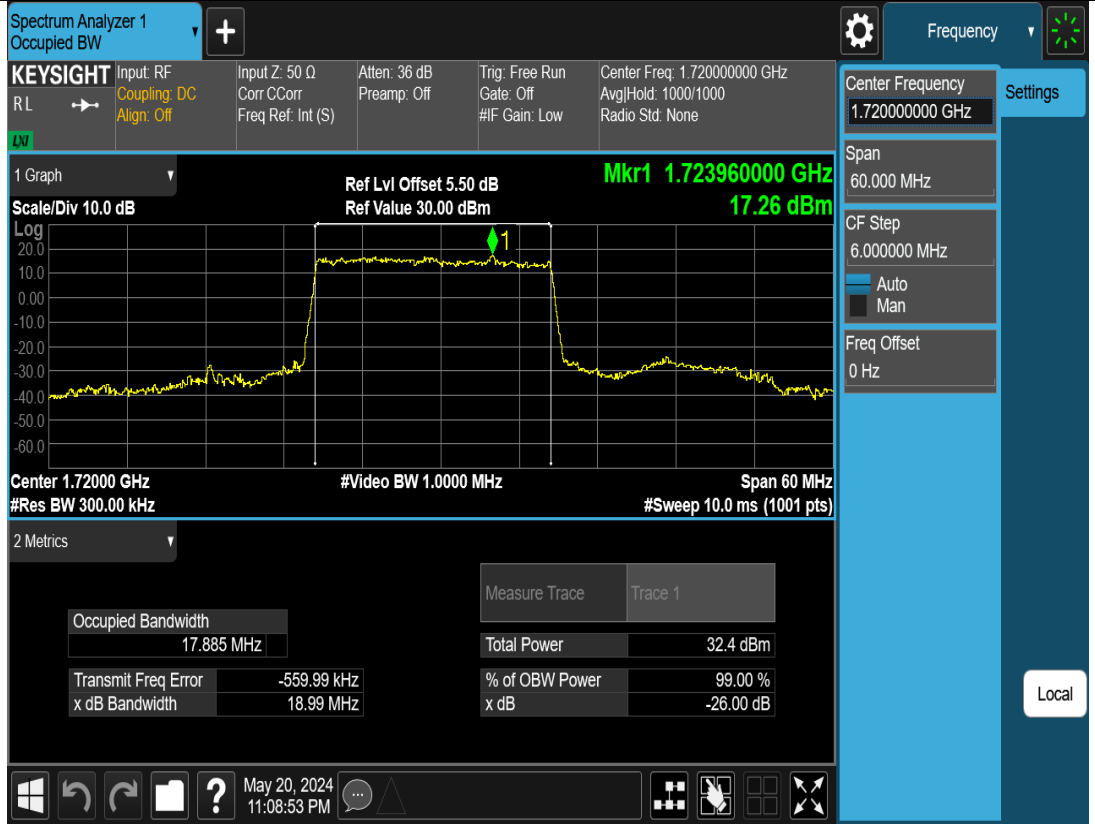 Spectrum Analyzer 1
Occupied BW
+
Frequency
KEYSIGHT
RL
LXI
Input: RF
Coupling: DC
Align: Off
Input Z: 50 Ω
Corr CCorr
Freq Ref: Int (S)
Atten: 36 dB
Preamp: Off
Trig: Free Run
Gate: Off
#IF Gain: Low
Center Freq: 1.720000000 GHz
Avg|Hold: 1000/1000
Radio Std: None
Center Frequency
1.720000000 GHz
Settings
Span
60.000 MHz
CF Step
6.000000 MHz
Auto
Man
Freq Offset
0 Hz
Local
1 Graph
Scale/Div 10.0 dB
Ref Lvl Offset 5.50 dB
Ref Value 30.00 dBm
Mkr1 1.723960000 GHz
17.26 dBm
Log
1
20.0
10.0
0.00
-10.0
-20.0
-30.0
-40.0
-50.0
-60.0
Center 1.72000 GHz
#Video BW 1.0000 MHz
Span 60 MHz
#Res BW 300.00 kHz
#Sweep 10.0 ms (1001 pts)
2 Metrics
Measure Trace Trace 1
Occupied Bandwidth
17.885 MHz
Total Power 32.4 dBm
Transmit Freq Error -559.99 kHz
% of OBW Power 99.00 %
x dB Bandwidth 18.99 MHz
x dB -26.00 dB
?
May 20, 2024
11:08:53 PM